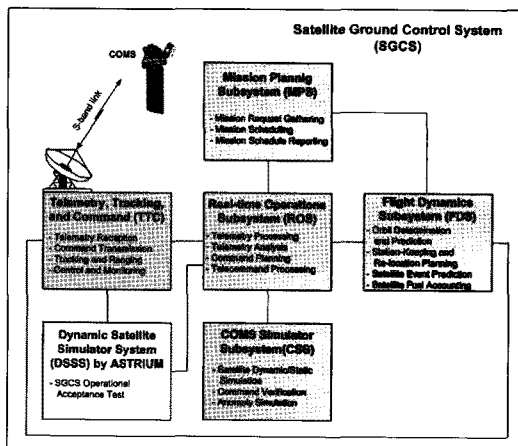 Satellite Ground Control System
(SGCS)
COMS
S-band link
Mission Plannig
Subsystem (MPS)
- Mission Request Gathering
- Mission Scheduling
- Mission Schedule Reporting
Telemetry, Tracking,
and Command (TTC)
- Telemetry Reception
- Command Transmission
- Tracking and Ranging
- Control and Monitoring
Real-time Operations
Subsystem (ROS)
- Telemetry Processing
- Telemetry Analysis
- Command Planning
- Telecommand Processing
Flight Dynamics
Subsystem (FDS)
- Orbit Determination
and Prediction
- Station-Keeping and
Re-location Planning
- Satellite Event Prediction
- Satellite Fuel Accounting
Dynamic Satellite
Simulator System
(DSSS) by ASTRIUM
- SGCS Operational
Acceptance Test
COMS Simulator
Subsystem(CSS)
- Satellite Dynamic/Static
Simulation
- Command Verification
- Anomaly Simulation